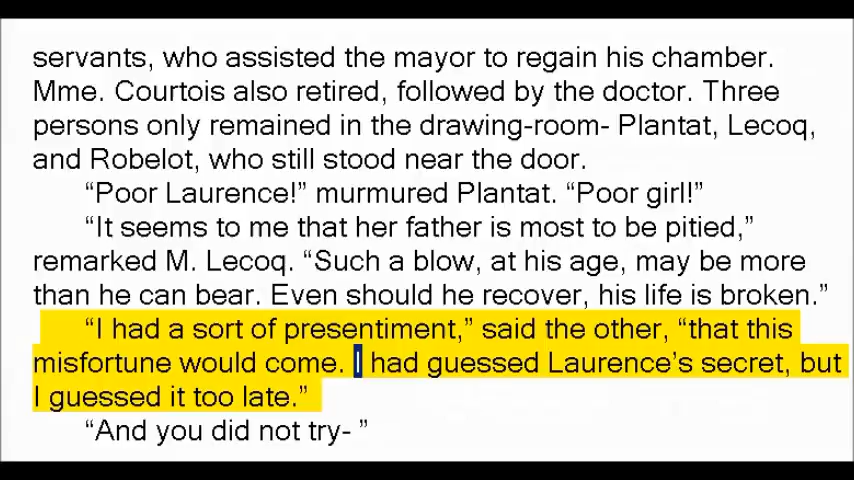 servants, who assisted the mayor to regain his chamber.
Mme. Courtois also retired, followed by the doctor. Three
persons only remained in the drawing-room- Plantat, Lecoq,
and Robelot, who still stood near the door.
“Poor Laurence!” murmured Plantat. “Poor girl!”
“It seems to me that her father is most to be pitied,”
remarked M. Lecoq. “Such a blow, at his age, may be more
than he can bear. Even should he recover, his life is broken.”
“I had a sort of presentiment,” said the other, “that this
misfortune would come. I had guessed Laurence’s secret, but
I guessed it too late.”
“And you did not try- ”